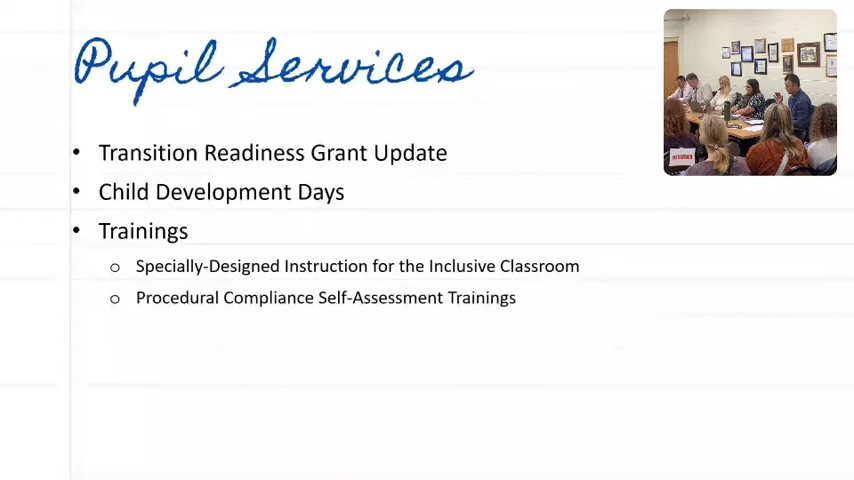 Pupil Services
• Transition Readiness Grant Update
• Child Development Days
• Trainings
o Specially-Designed Instruction for the Inclusive Classroom
o Procedural Compliance Self-Assessment Trainings